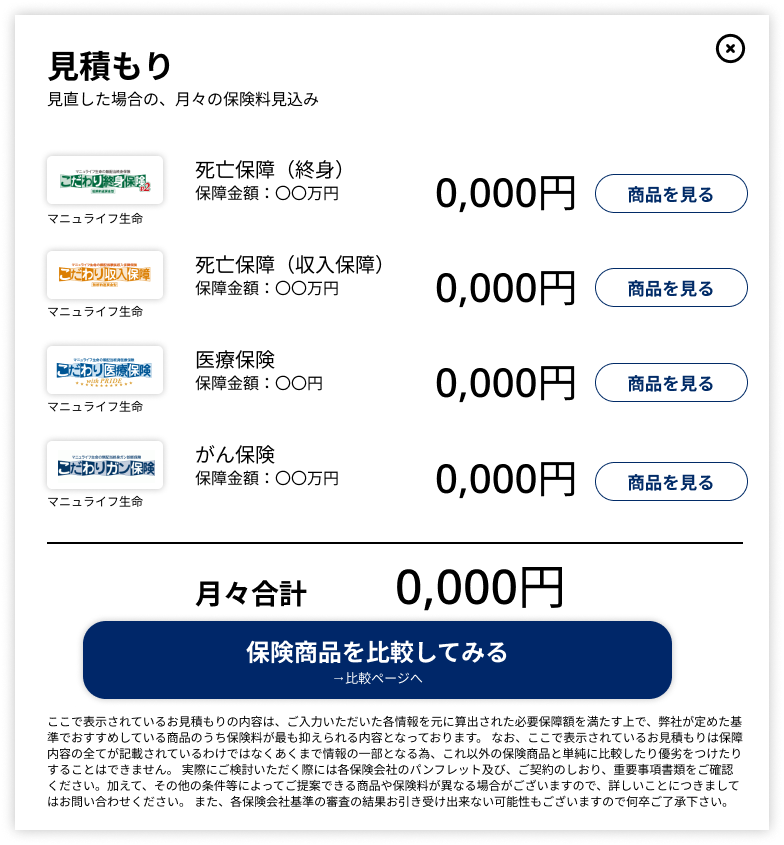 見積もり
見直した場合の、月々の保険料見込み
こだわり終身保険
死亡保障（終身）
保障金額：〇〇万円
0,000円
商品を見る
マニュライフ生命
こだわり収入保障
死亡保障（収入保障）
保障金額：〇〇万円
0,000円
商品を見る
マニュライフ生命
こだわり医療保険
with PRIDE
医療保険
保障金額：〇〇円
0,000円
商品を見る
マニュライフ生命
こだわりガン保険
がん保険
保障金額：〇〇万円
0,000円
商品を見る
マニュライフ生命
月々合計
0,000円
保険商品を比較してみる
→比較ページへ
ここで表示されているお見積もりの内容は、ご入力いただいた各情報を元に算出された必要保障額を満たす上で、弊社が定めた基
準でおすすめしている商品のうち保険料が最も抑えられる内容となっております。 なお、ここで表示されているお見積もりは保障
内容の全てが記載されているわけではなくあくまで情報の一部となる為、これ以外の保険商品と単純に比較したり優劣をつけたり
することはできません。 実際にご検討いただく際には各保険会社のパンフレット及び、ご契約のしおり、重要事項書類をご確認
ください。加えて、その他の条件等によってご提案できる商品や保険料が異なる場合がございますので、詳しいことにつきまして
はお問い合わせください。 また、各保険会社基準の審査の結果お引き受け出来ない可能性もございますので何卒ご了承下さい。